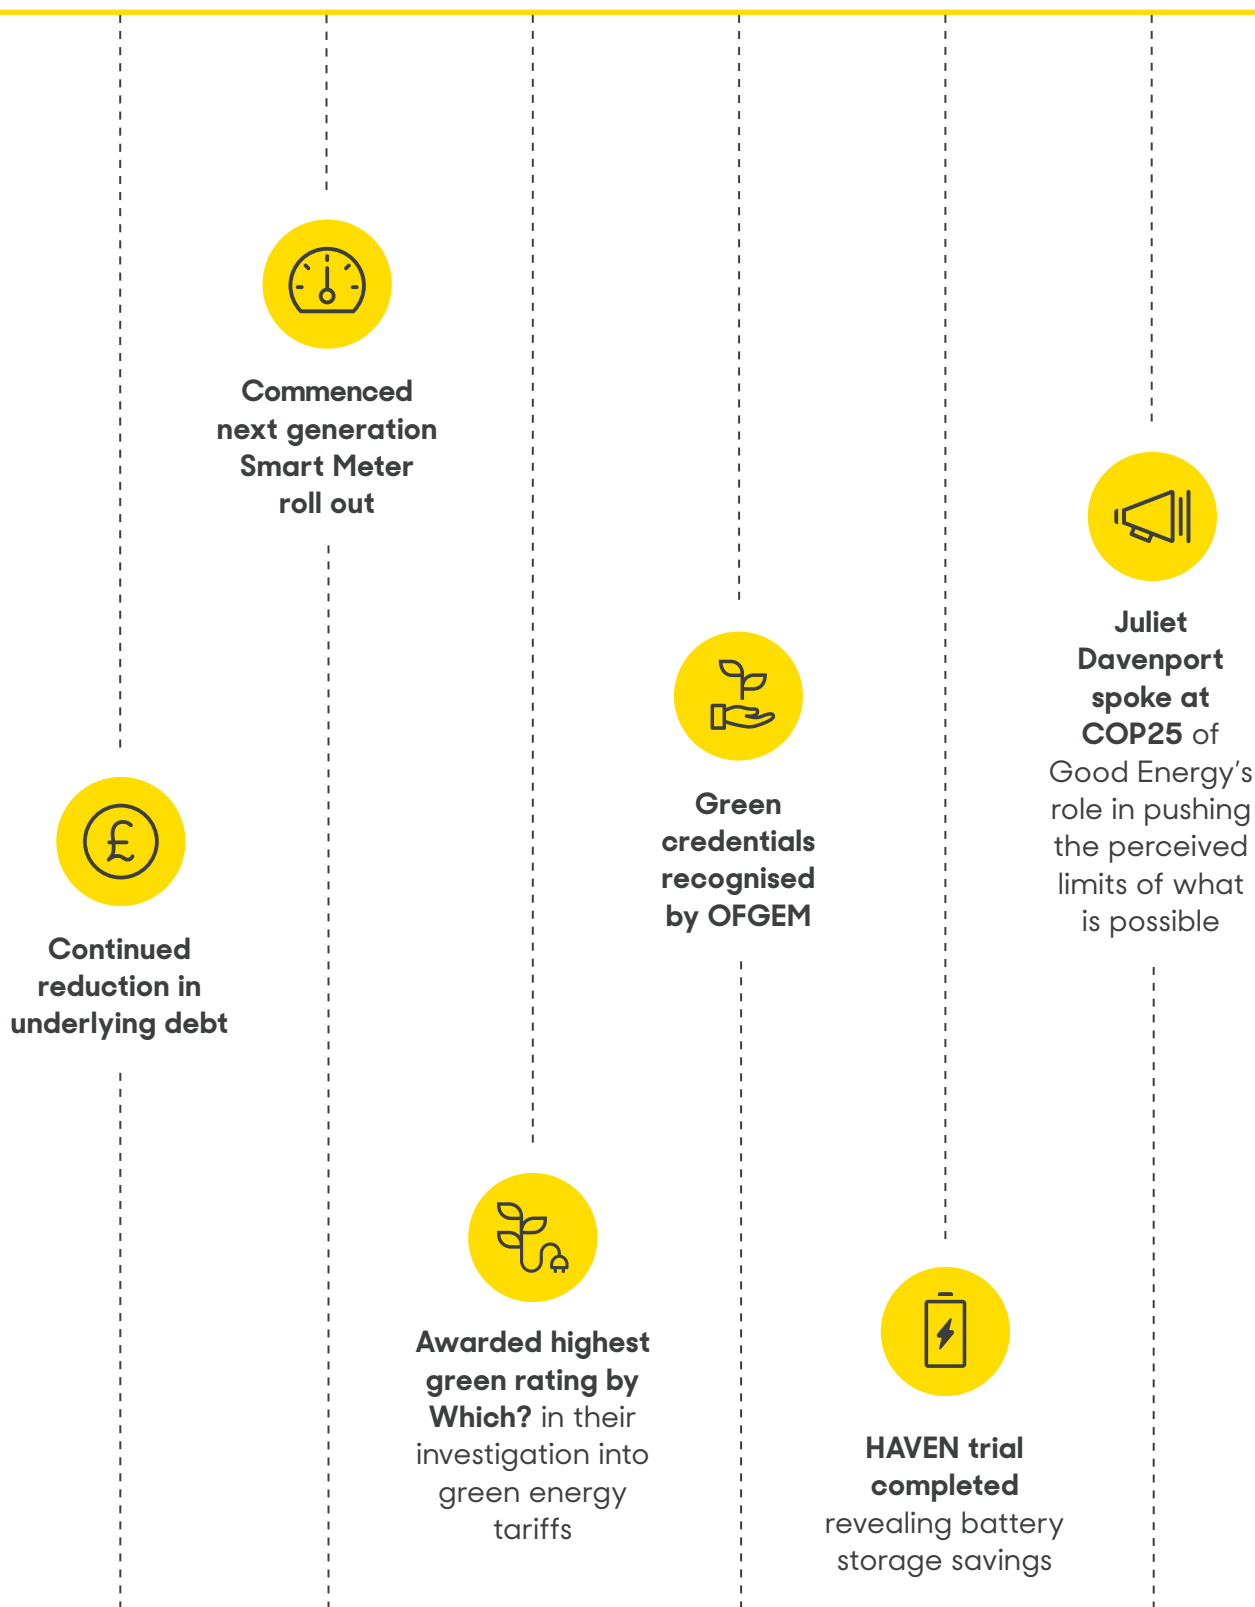 Continued
reduction in
underlying debt
Commenced
next generation
Smart Meter
roll out
Awarded highest
green rating by
Which? in their
investigation into
green energy
tariffs
Green
credentials
recognised
by OFGEM
HAVEN trial
completed
revealing battery
storage savings
Juliet
Davenport
spoke at
COP25 of
Good Energy’s
role in pushing
the perceived
limits of what
is possible